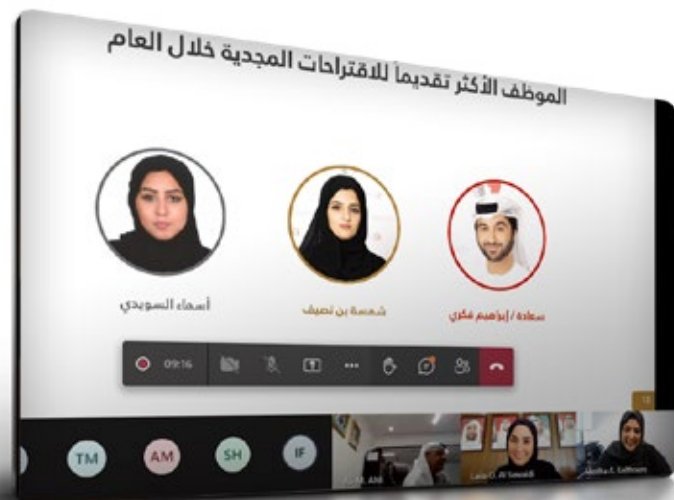 الموظف الأكثر تقديماً للاقتراحات المجدية خلال العام
سعادة / إبراهيم فكري
شمسة بن نصيف
أسماء السويدي
09:16
TM
AM
SH
IF